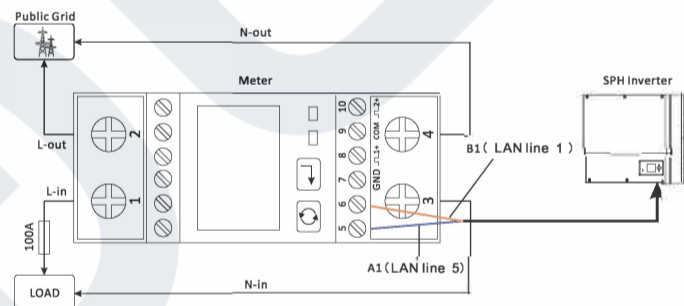 Public Grid
N-out
Meter
SPH Inverter
L-out
2
10
9
8
7
6
5
2+
COM
1+
GND
4
B1( LAN line 1 )
L-in
1
3
100A
A1(LAN line 5)
LOAD
N-in